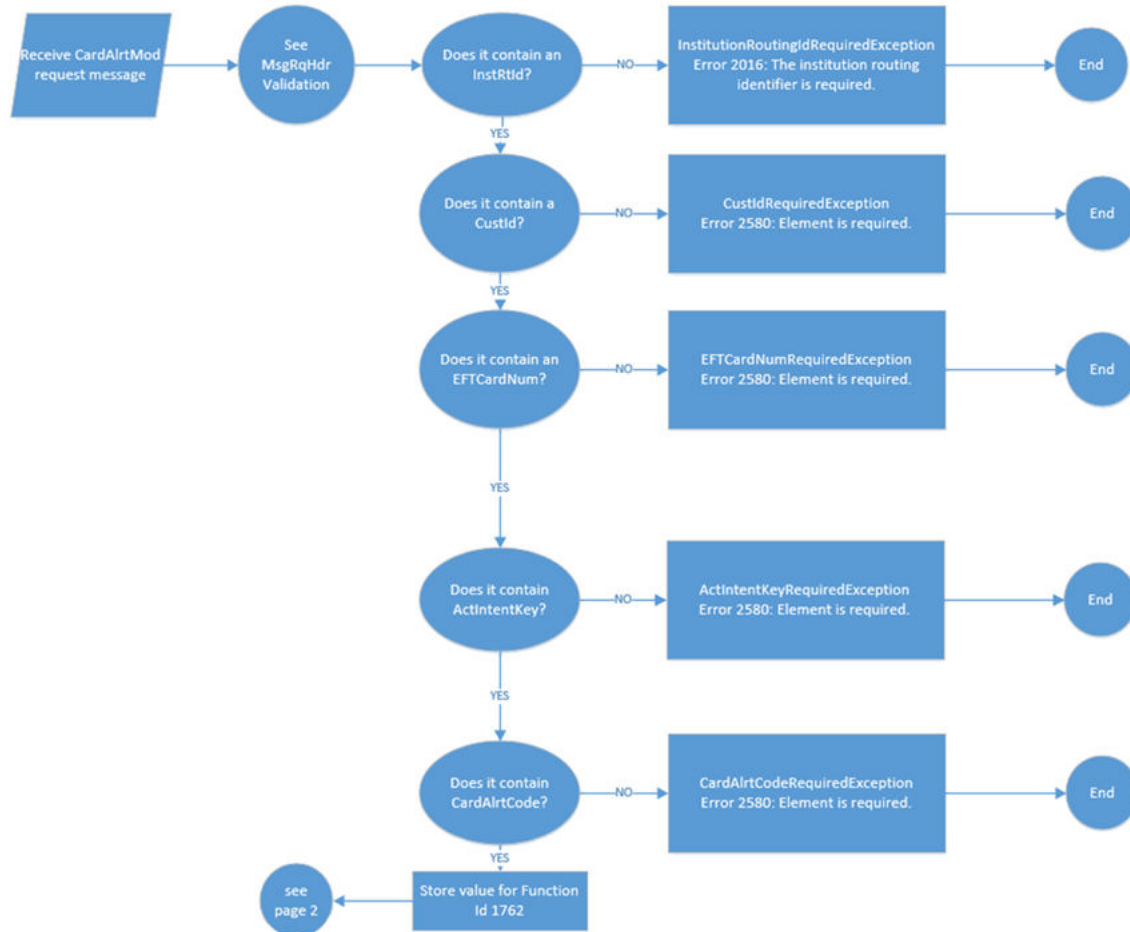 Receive CardAlrtMod
request message
See
MsgRqHdr
Validation
Does it contain an
InstRtId?
NO
InstitutionRoutingIdRequiredException
Error 2016: The institution routing
identifier is required.
End
YES
Does it contain a
CustId?
NO
CustIdRequiredException
Error 2580: Element is required.
End
YES
Does it contain an
EFTCardNum?
NO
EFTCardNumRequiredException
Error 2580: Element is required.
End
YES
Does it contain
ActIntentKey?
NO
ActIntentKeyRequiredException
Error 2580: Element is required.
End
YES
Does it contain
CardAlrtCode?
NO
CardAlrtCodeRequiredException
Error 2580: Element is required.
End
YES
Store value for Function
Id 1762
see
page 2